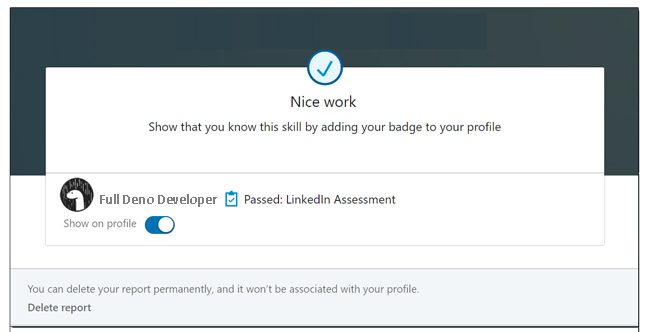 Nice work
Show that you know this skill by adding your badge to your profile
Full Deno Developer Passed: LinkedIn Assessment
Show on profile
You can delete your report permanently, and it won't be associated with your profile.
Delete report